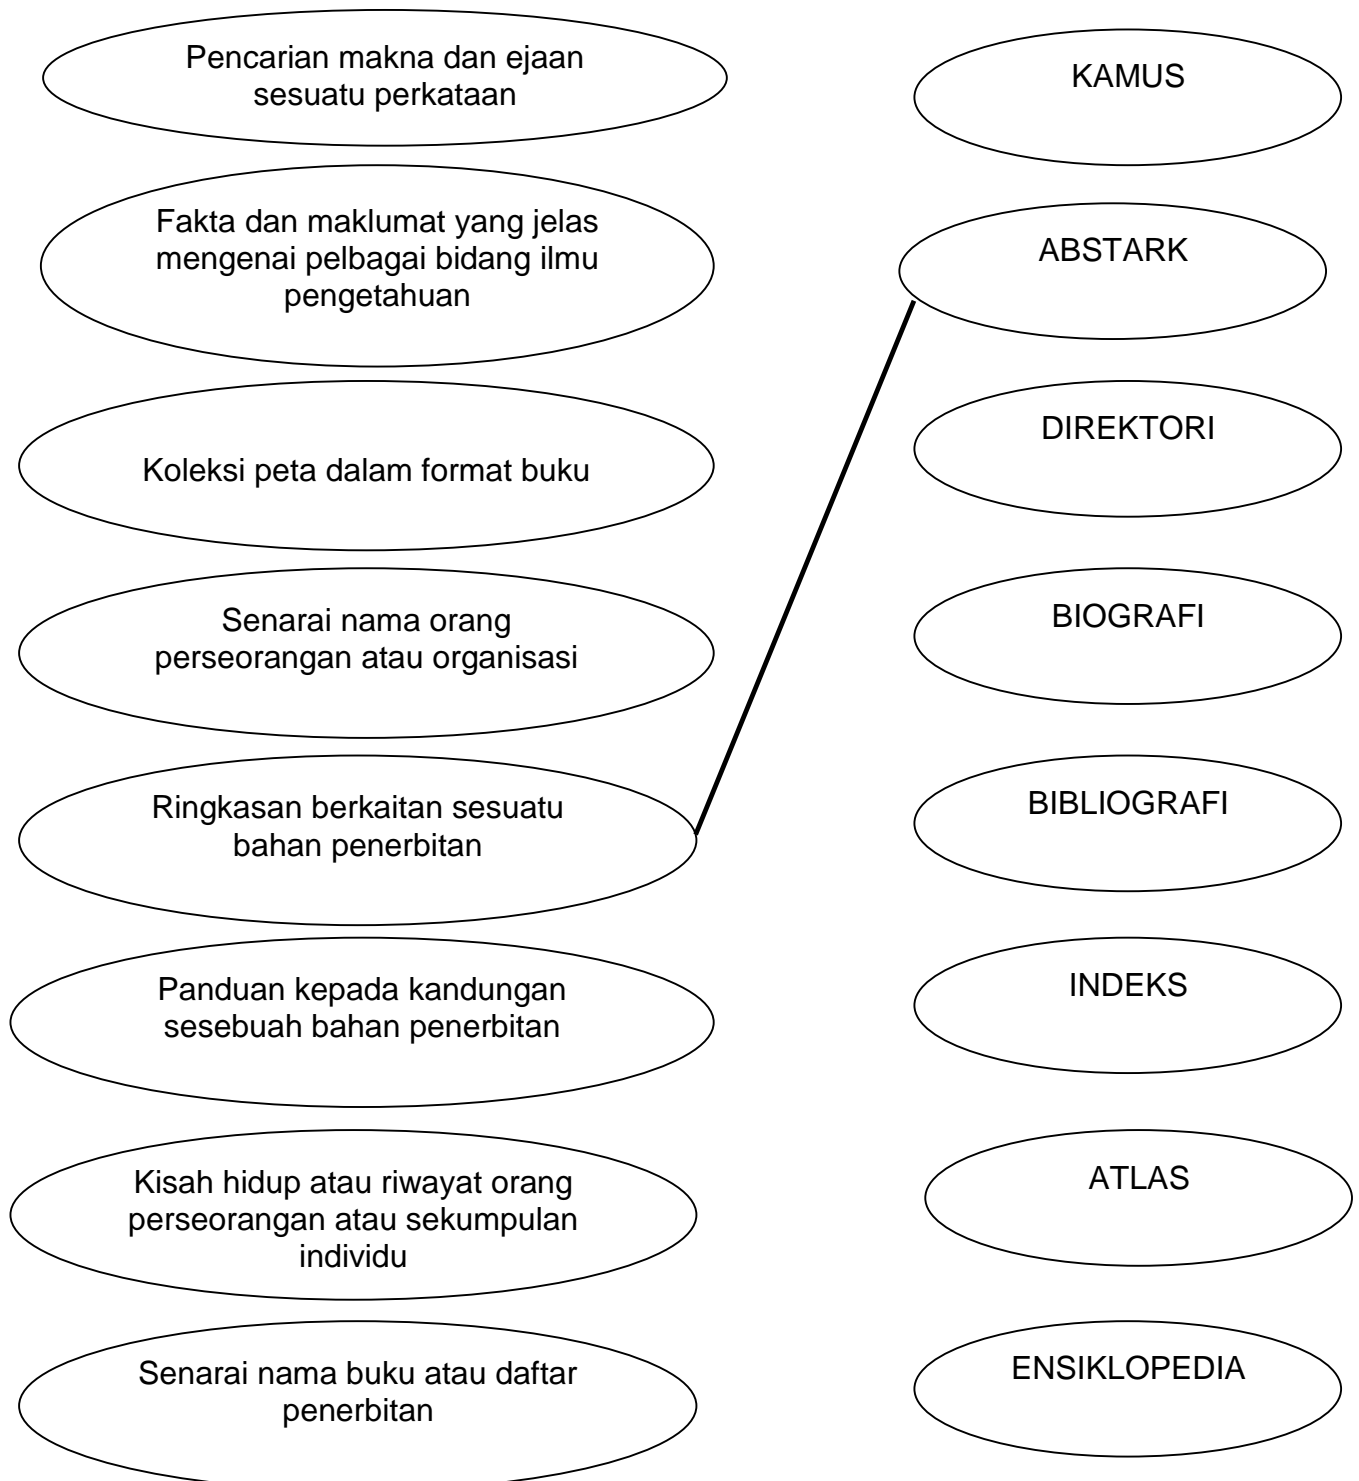 Pencarian makna dan ejaan
sesuatu perkataan
KAMUS
Fakta dan maklumat yang jelas
mengenai pelbagai bidang ilmu
pengetahuan
ABSTARK
Koleksi peta dalam format buku
DIREKTORI
Senarai nama orang
perseorangan atau organisasi
BIOGRAFI
Ringkasan berkaitan sesuatu
bahan penerbitan
BIBLIOGRAFI
Panduan kepada kandungan
sesebuah bahan penerbitan
INDEKS
Kisah hidup atau riwayat orang
perseorangan atau sekumpulan
individu
ATLAS
Senarai nama buku atau daftar
penerbitan
ENSIKLOPEDIA